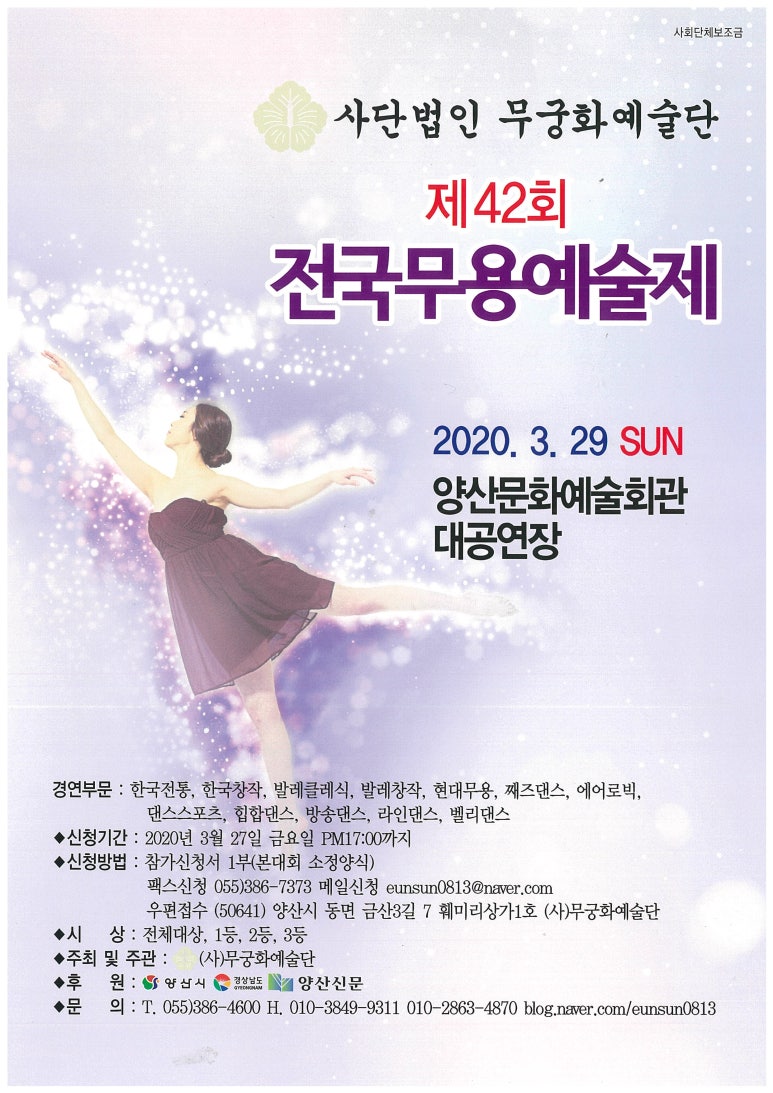 사회단체보조금
사단법인 무궁화예술단
제42회
전국무용예술제
2020. 3. 29 SUN
양산문화예술회관
대공연장
경연부문 : 한국전통, 한국창작, 발레클레식, 발레창작, 현대무용, 째즈댄스, 에어로빅,
댄스스포츠, 힙합댄스, 방송댄스, 라인댄스, 벨리댄스
◆신청기간 : 2020년 3월 27일 금요일 PM17:00까지
◆신청방법 : 참가신청서 1부(본대회 소정양식)
팩스신청 055)386-7373 메일신청 eunsun0813@naver.com
우편접수 (50641) 양산시 동면 금산3길 7 훼미리상가1호 (사)무궁화예술단
◆시 상 : 전체대상, 1등, 2등, 3등
◆주최 및 주관 : (사)무궁화예술단
◆후 원 : 양산시 경상남도 GYEONGNAM 양산신문
◆문 의 : T. 055)386-4600 H. 010-3849-9311 010-2863-4870 blog.naver.com/eunsun0813